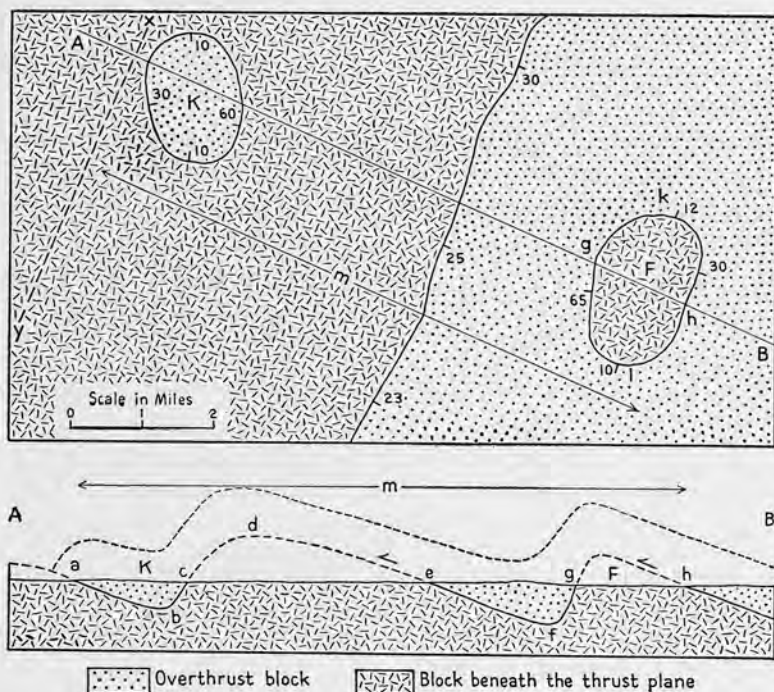 x
A
10
30
K
60
10
30
k
12
g
F
30
m
25
65
h
y
B
10
l
Scale in Miles
0 1 2
23
m
A
B
d
K
a
c
e
g
F
h
b
f
Overthrust block
Block beneath the thrust plane